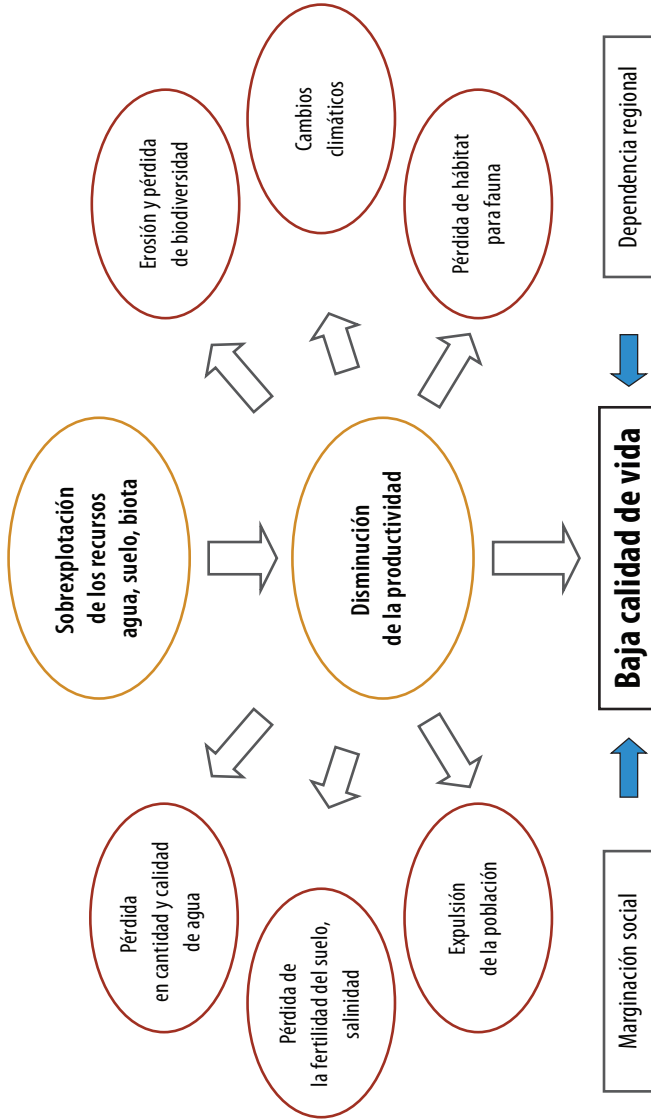 Sobrexplotación
de los recursos
agua, suelo, biota
Pérdida
en cantidad y calidad
de agua
Erosión y pérdida
de biodiversidad
Pérdida de
la fertilidad del suelo,
salinidad
Disminución
de la productividad
Cambios
climáticos
Expulsión
de la población
Pérdida de hábitat
para fauna
Marginación social
Baja calidad de vida
Dependencia regional